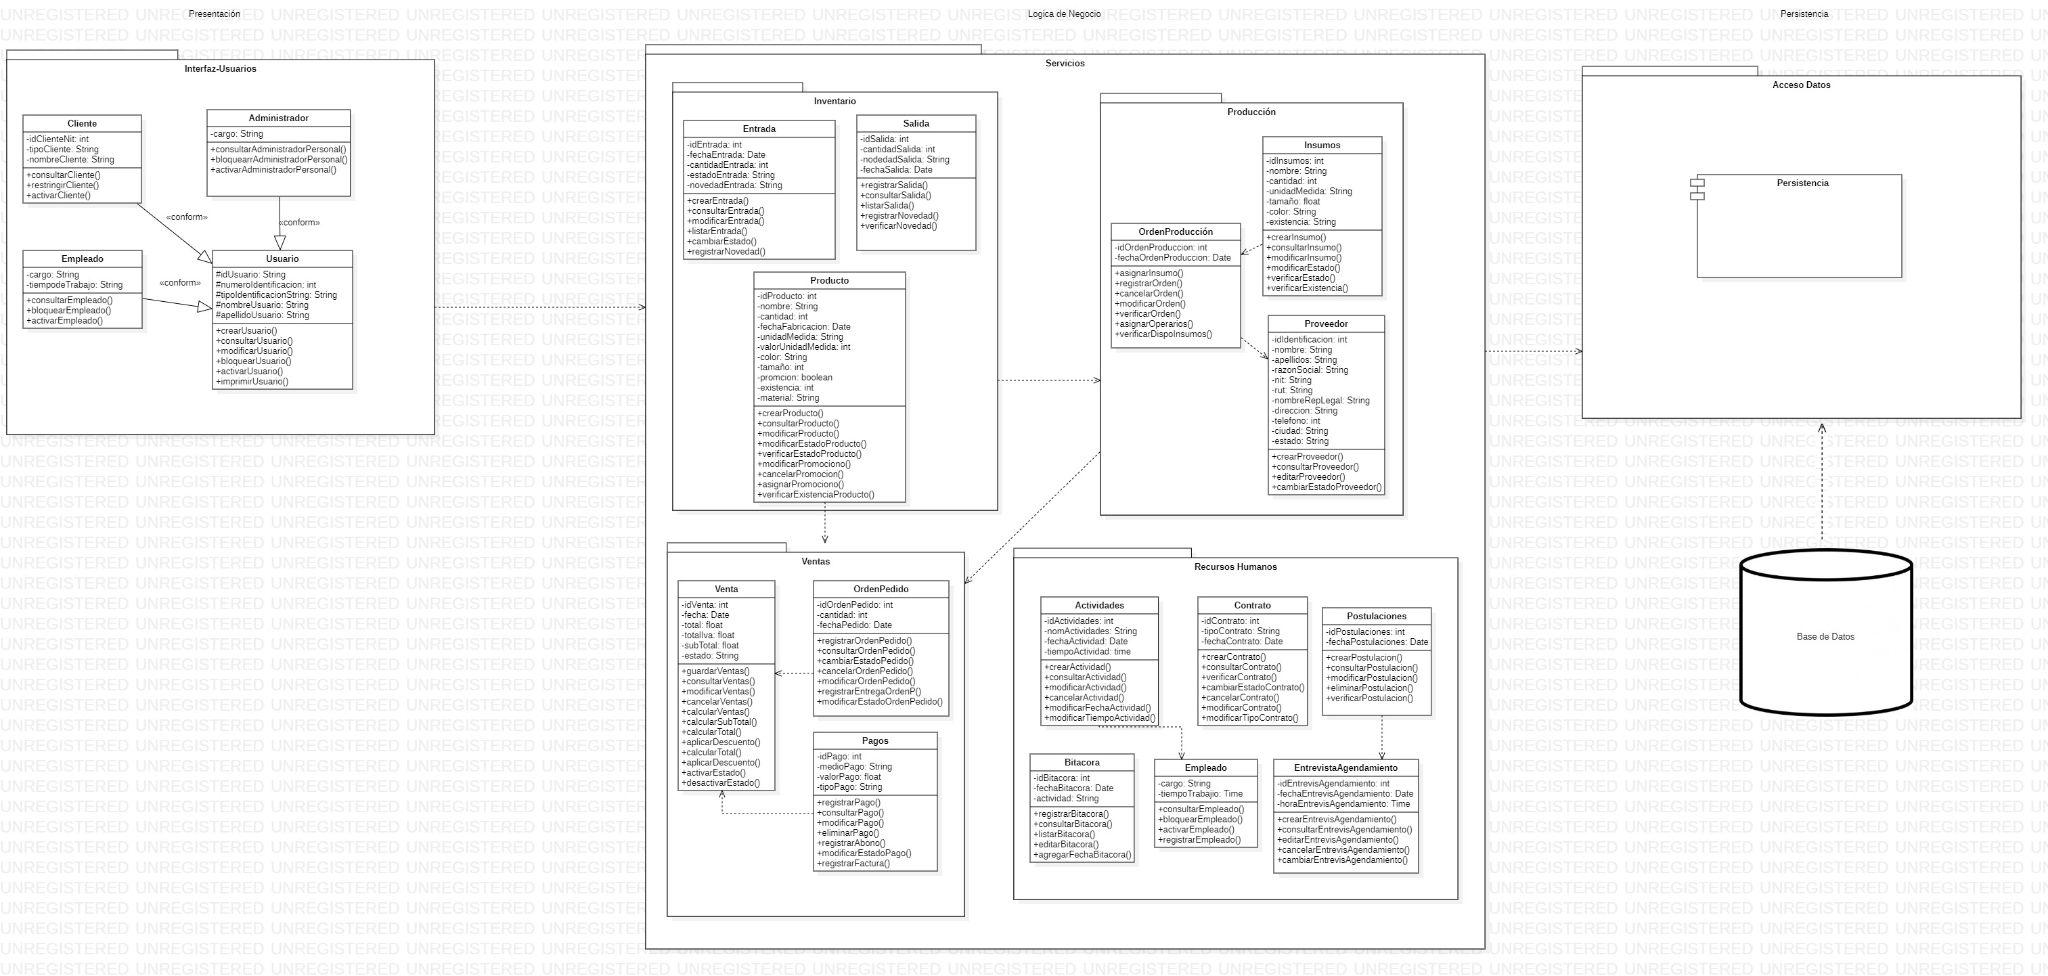 Presentación
Logica de Negocio
Persistencia
Interfaz-Usuarios
Cliente
-idClienteNit: int
-tipoCliente: String
-nombreCliente: String
+consultarCliente()
+restringirCliente()
+activarCliente()
Administrador
-cargo: String
+consultarAdministradorPersonal()
+bloquearrAdministradorPersonal()
+activarAdministradorPersonal()
«conform»
«conform»
«conform»
Empleado
-cargo: String
-tiempodeTrabajo: String
+consultarEmpleado()
+bloquearEmpleado()
+activarEmpleado()
Usuario
#idUsuario: String
#numeroIdentificacion: int
#tipoIdentificacionString: String
#nombreUsuario: String
#apellidoUsuario: String
+crearUsuario()
+consultarUsuario()
+modificarUsuario()
+bloquearUsuario()
+activarUsuario()
+imprimirUsuario()
Servicios
Inventario
Entrada
-idEntrada: int
-fechaEntrada: Date
-cantidadEntrada: int
-estadoEntrada: String
-novedadEntrada: String
+crearEntrada()
+consultarEntrada()
+modificarEntrada()
+listarEntrada()
+cambiarEstado()
+registrarNovedad()
Salida
-idSalida: int
-cantidadSalida: int
-nodedadSalida: String
-fechaSalida: Date
+registrarSalida()
+consultarSalida()
+listarSalida()
+registrarNovedad()
+verificarNovedad()
Producto
-idProducto: int
-nombre: String
-cantidad: int
-fechaFabricacion: Date
-unidadMedida: String
-valorUnidadMedida: int
-color: String
-tamaño: int
-promcion: boolean
-existencia: int
-material: String
+crearProducto()
+consultarProducto()
+modificarProducto()
+modificarEstadoProducto()
+verificarEstadoProducto()
+modificarPromociono()
+cancelarPromocion()
+asignarPromociono()
+verificarExistenciaProducto()
Producción
Insumos
-idInsumos: int
-nombre: String
-cantidad: int
-unidadMedida: String
-tamaño: float
-color: String
-existencia: String
+crearInsumo()
+consultarInsumo()
+modificarInsumo()
+modificarEstado()
+verificarEstado()
+verificarExistencia()
OrdenProducción
-idOrdenProduccion: int
-fechaOrdenProduccion: Date
+asignarInsumo()
+registrarOrden()
+cancelarOrden()
+modificarOrden()
+verificarOrden()
+asignarOperarios()
+verificarDispoInsumos()
Proveedor
-idIdentificacion: int
-nombre: String
-apellidos: String
-razonSocial: String
-nit: String
-rut: String
-nombreRepLegal: String
-direccion: String
-telefono: int
-ciudad: String
-estado: String
+crearProveedor()
+consultarProveedor()
+editarProveedor()
+cambiarEstadoProveedor()
Ventas
Venta
-idVenta: int
-fecha: Date
-total: float
-totalIva: float
-subTotal: float
-estado: String
+guardarVentas()
+consultarVentas()
+modificarVentas()
+cancelarVentas()
+calcularVentas()
+calcularSubTotal()
+calcularTotal()
+aplicarDescuento()
+calcularTotal()
+aplicarDescuento()
+activarEstado()
+desactivarEstado()
OrdenPedido
-idOrdenPedido: int
-cantidad: int
-fechaPedido: Date
+registrarOrdenPedido()
+consultarOrdenPedido()
+cambiarEstadoPedido()
+cancelarOrdenPedido()
+modificarOrdenPedido()
+registrarEntregaOrdenP()
+modificarEstadoOrdenPedido()
Pagos
-idPago: int
-medioPago: String
-valorPago: float
-tipoPago: String
+registrarPago()
+consultarPago()
+modificarPago()
+eliminarPago()
+registrarAbono()
+modificarEstadoPago()
+registrarFactura()
Recursos Humanos
Actividades
-idActividades: int
-nomActividades: String
-fechaActividad: Date
-tiempoActividad: time
+crearActividad()
+consultarActividad()
+modificarActividad()
+cancelarActividad()
+modificarFechaActividad()
+modificarTiempoActividad()
Contrato
-idContrato: int
-tipoContrato: String
-fechaContrato: Date
+crearContrato()
+consultarContrato()
+verificarContrato()
+cambiarEstadoContrato()
+cancelarContrato()
+modificarContrato()
+modificarTipoContrato()
Postulaciones
-idPostulaciones: int
-fechaPostulaciones: Date
+crearPostulacion()
+consultarPostulacion()
+modificarPostulacion()
+eliminarPostulacion()
+verificarPostulacion()
Bitacora
-idBitacora: int
-fechaBitacora: Date
-actividad: String
+registrarBitacora()
+consultarBitacora()
+listarBitacora()
+editarBitacora()
+agregarFechaBitacora()
Empleado
-cargo: String
-tiempoTrabajo: Time
+consultarEmpleado()
+bloquearEmpleado()
+activarEmpleado()
+registrarEmpleado()
EntrevistaAgendamiento
-idEntrevisAgendamiento: int
-fechaEntrevisAgendamiento: Date
-horaEntrevisAgendamiento: Time
+crearEntrevisAgendamiento()
+consultarEntrevisAgendamiento()
+editarEntrevisAgendamiento()
+cancelarEntrevisAgendamiento()
+cambiarEntrevisAgendamiento()
Acceso Datos
Persistencia
Base de Datos